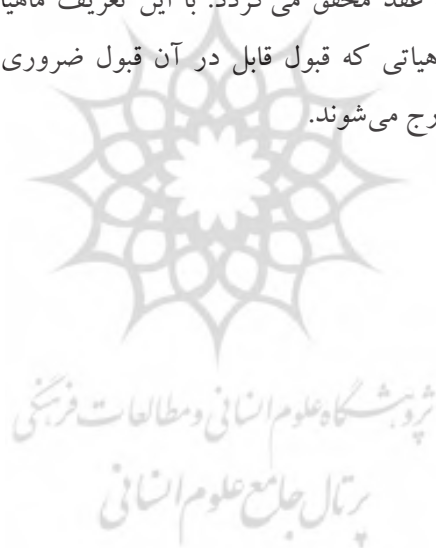 عقد محقق می‌گردد. با این تعریف ماهیا
هیاتی که قبول قابل در آن قبول ضروری
رج می‌شوند.
پژوهشگاه علوم انسانی و مطالعات فرهنگی
پرتال جامع علوم انسانی